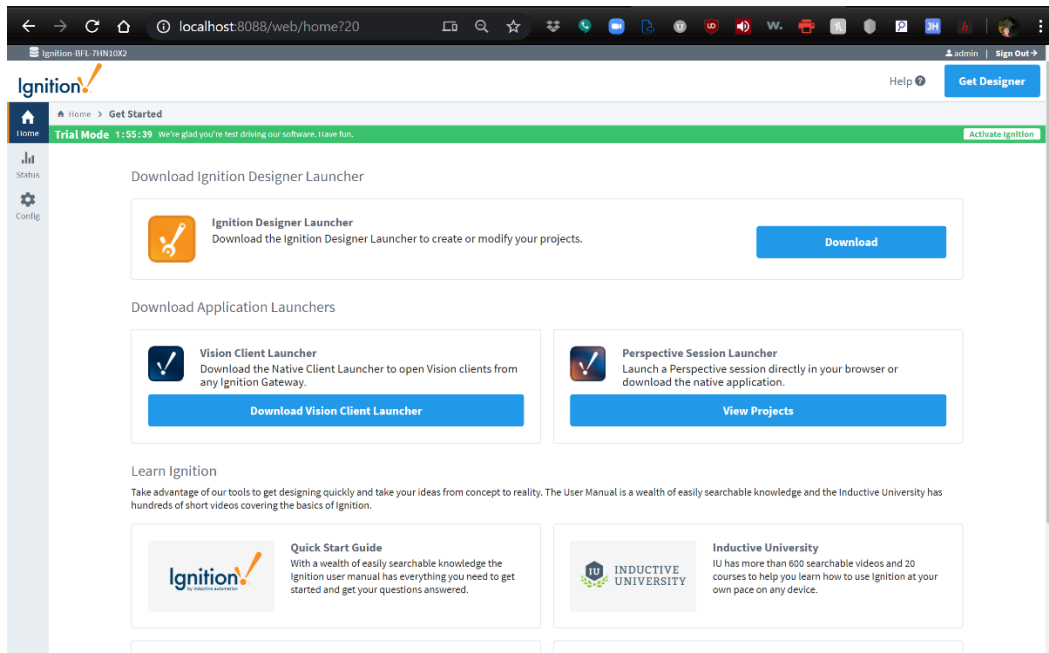 localhost:8088/web/home?20
Ignition-BFL-7HN10X2
admin | Sign Out
Ignition!
Help
Get Designer
Home > Get Started
Home
Trial Mode 1:55:39 We're glad you're test driving our software. Have fun.
Activate Ignition
Status
Config
Download Ignition Designer Launcher
Ignition Designer Launcher
Download the Ignition Designer Launcher to create or modify your projects.
Download
Download Application Launchers
Vision Client Launcher
Download the Native Client Launcher to open Vision clients from
any Ignition Gateway.
Download Vision Client Launcher
Perspective Session Launcher
Launch a Perspective session directly in your browser or
download the native application.
View Projects
Learn Ignition
Take advantage of our tools to get designing quickly and take your ideas from concept to reality. The User Manual is a wealth of easily searchable knowledge and the Inductive University has
hundreds of short videos covering the basics of Ignition.
Ignition!
by inductive automation
Quick Start Guide
With a wealth of easily searchable knowledge the
Ignition user manual has everything you need to get
started and get your questions answered.
IU
INDUCTIVE
UNIVERSITY
Inductive University
IU has more than 600 searchable videos and 20
courses to help you learn how to use Ignition at your
own pace on any device.